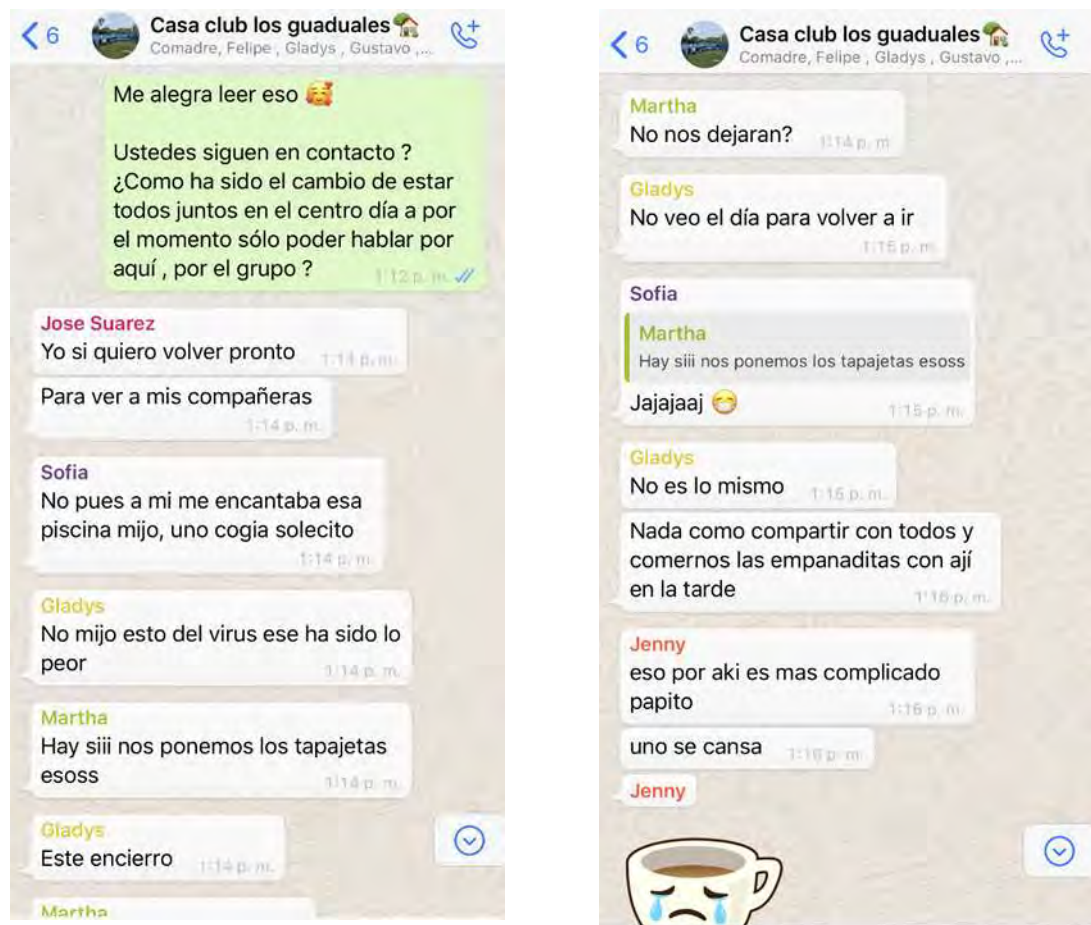 6
Casa club los guaduales
Comadre, Felipe , Gladys , Gustavo ,...
Me alegra leer eso 🥰
Ustedes siguen en contacto ?
¿Como ha sido el cambio de estar
todos juntos en el centro día a por
el momento sólo poder hablar por
aquí , por el grupo ?
1:12 p. m.
Jose Suarez
Yo si quiero volver pronto
1:14 p. m.
Para ver a mis compañeras
1:14 p. m.
Sofia
No pues a mi me encantaba esa
piscina mijo, uno cogia solecito
1:14 p. m.
Gladys
No mijo esto del virus ese ha sido lo
peor
1:14 p. m.
Martha
Hay siii nos ponemos los tapajetas
esoss
1:14 p. m.
Gladys
Este encierro
1:14 p. m.
Martha
6
Casa club los guaduales
Comadre, Felipe , Gladys , Gustavo ,...
Martha
No nos dejaran?
1:14 p. m.
Gladys
No veo el día para volver a ir
1:15 p. m.
Sofia
Martha
Hay siii nos ponemos los tapajetas esoss
Jajajaaj 😷
1:15 p. m.
Gladys
No es lo mismo
1:15 p. m.
Nada como compartir con todos y
comernos las empanaditas con ají
en la tarde
1:16 p. m.
Jenny
eso por aki es mas complicado
papito
1:16 p. m.
uno se cansa
1:16 p. m.
Jenny